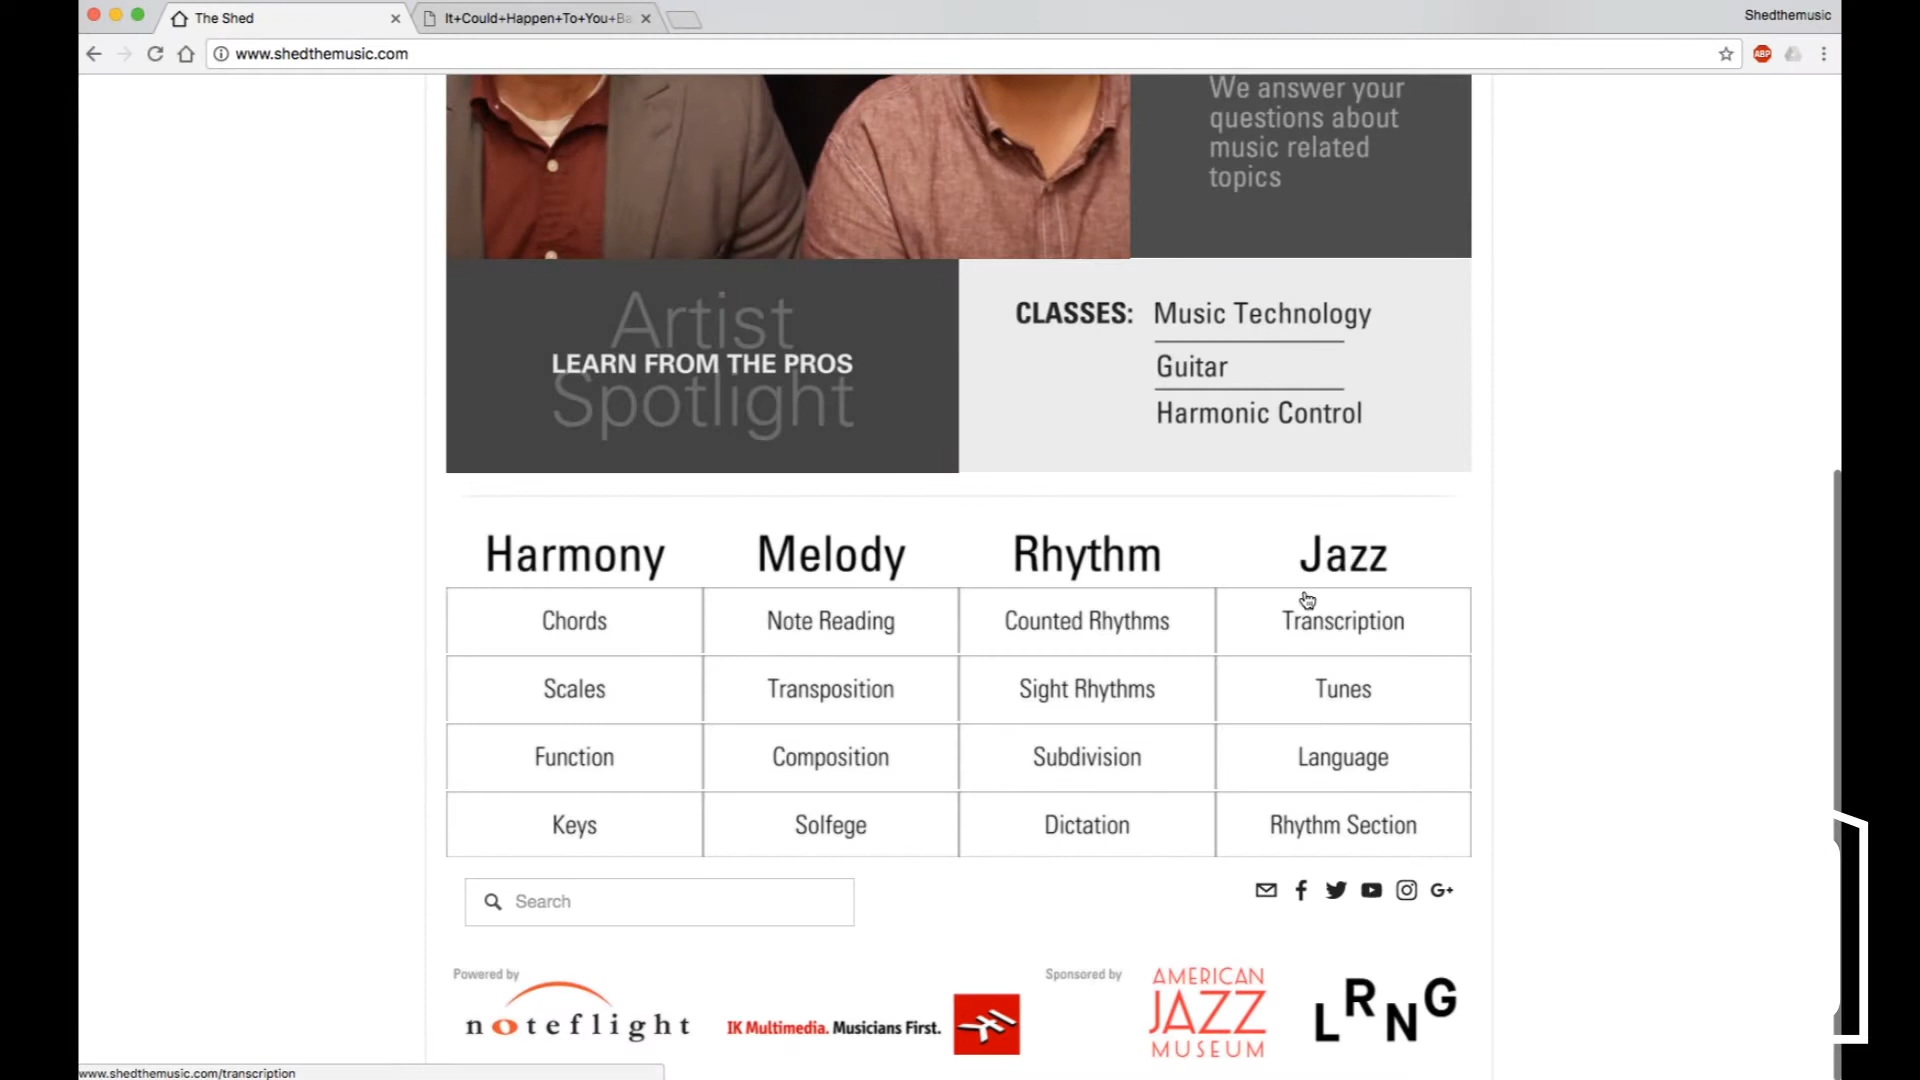 The Shed
It+Could+Happen+To+You+Ba
Shedthemusic
www.shedthemusic.com
ABP
We answer your
questions about
music related
topics
Artist
LEARN FROM THE PROS
Spotlight
CLASSES: Music Technology
Guitar
Harmonic Control
Harmony Melody Rhythm Jazz
Chords Note Reading Counted Rhythms Transcription
Scales Transposition Sight Rhythms Tunes
Function Composition Subdivision Language
Keys Solfege Dictation Rhythm Section
Search
G+
Powered by
noteflight
IK Multimedia. Musicians First.
Sponsored by
AMERICAN
JAZZ
MUSEUM
LRNG
www.shedthemusic.com/transcription